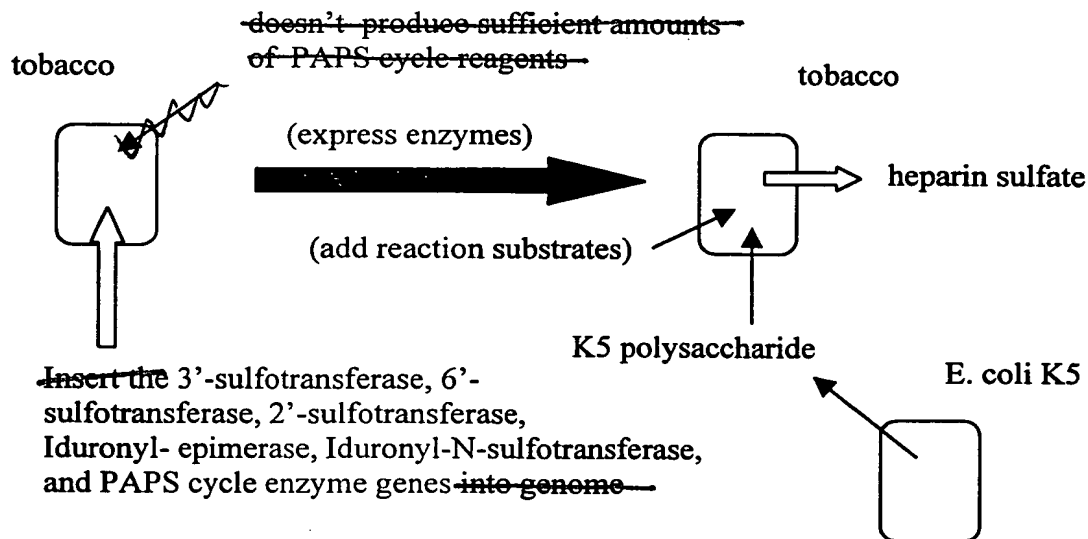 doesn't produce sufficient amounts
of PAPS cycle reagents
tobacco
tobacco
(express enzymes)
heparin sulfate
(add reaction substrates)
K5 polysaccharide
E. coli K5
Insert the 3'-sulfotransferase, 6'-
sulfotransferase, 2'-sulfotransferase,
Iduronyl- epimerase, Iduronyl-N-sulfotransferase,
and PAPS cycle enzyme genes into genome